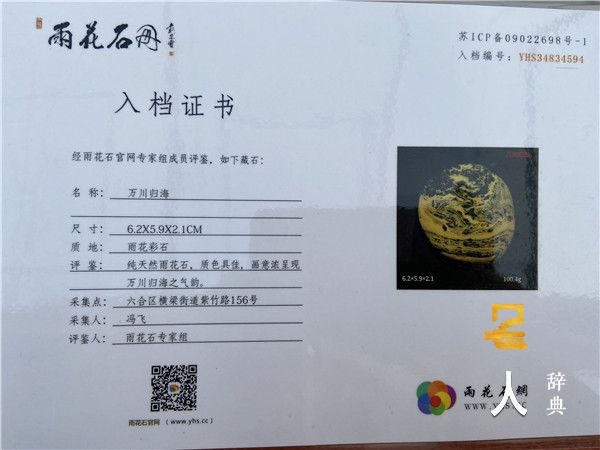 雨花石网
苏ICP备09022698号-1
入档编号：YHS34834594
入档证书
经雨花石官网专家组成员评鉴，如下藏石：
名 称：万川归海
尺 寸：6.2X5.9X2.1CM
质 地：雨花彩石
评 鉴：纯天然雨花石，质色具佳，画意浓呈现
万川归海之气韵。
采集点：六合区横梁街道紫竹路156号
采集人：冯飞
评鉴人：雨花石专家组
6.2×5.9×2.1
100.4g
雨花石官网 （www.yhs.cc）
雨花石網
www.yhs.cc
人
辞典